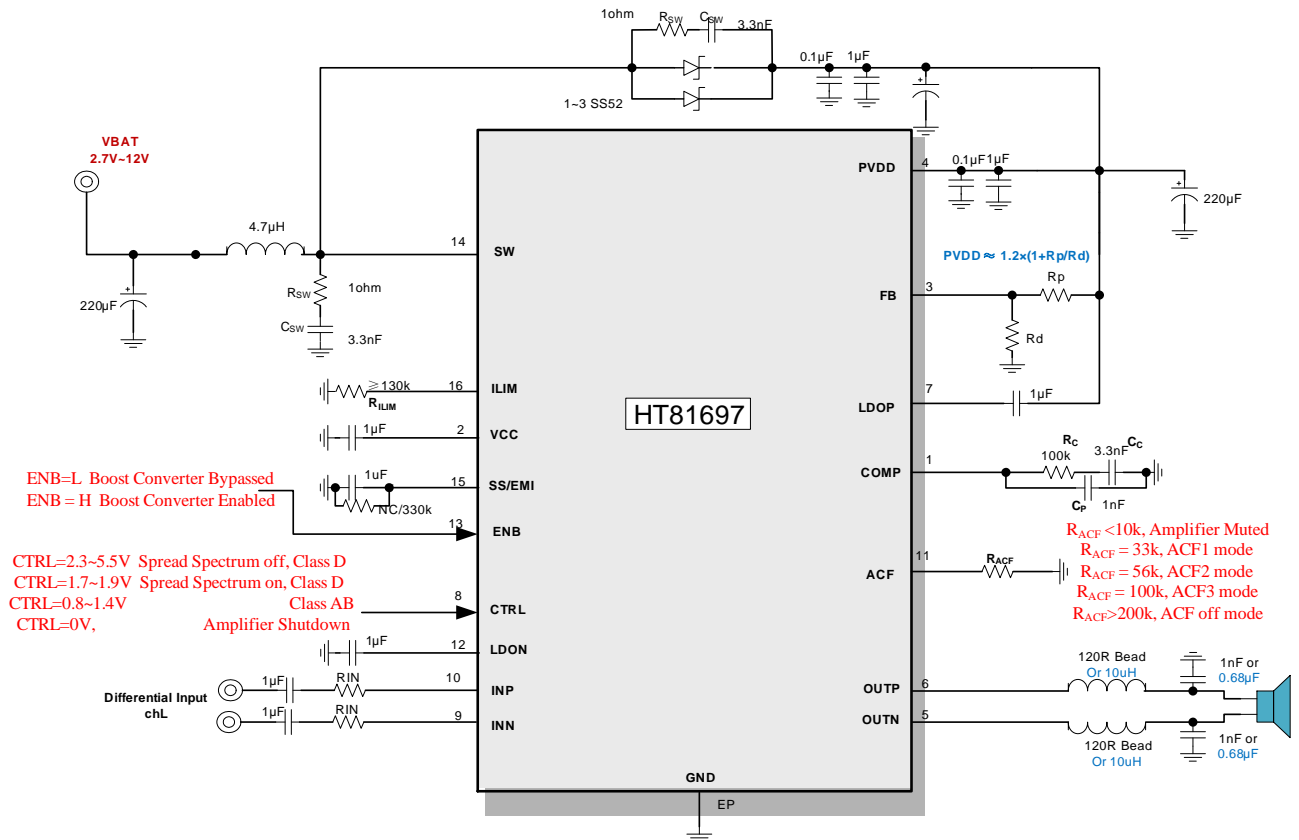 1ohm
RSW
CSW
3.3nF
0.1µF
1µF
1~3 SS52
VBAT
2.7V~12V
PVDD
4
0.1µF
1µF
220µF
4.7µH
14
SW
PVDD ≈ 1.2×(1+Rp/Rd)
220µF
RSW
1ohm
CSW
3.3nF
FB
3
Rp
Rd
≥130k
RILIM
16
ILIM
7
LDOP
1µF
HT81697
1µF
2
VCC
COMP
1
RC
100k
3.3nF
CC
CP
1nF
1uF
NC/330k
15
SS/EMI
ENB=L Boost Converter Bypassed
ENB = H Boost Converter Enabled
13
ENB
RACF <10k, Amplifier Muted
RACF = 33k, ACF1 mode
RACF = 56k, ACF2 mode
RACF = 100k, ACF3 mode
RACF>200k, ACF off mode
11
ACF
RACF
CTRL=2.3~5.5V Spread Spectrum off, Class D
CTRL=1.7~1.9V Spread Spectrum on, Class D
CTRL=0.8~1.4V Class AB
CTRL=0V, Amplifier Shutdown
8
CTRL
1µF
12
LDON
Differential Input
chL
1µF
RIN
10
INP
1µF
RIN
9
INN
OUTP
6
120R Bead
Or 10uH
1nF or
0.68µF
OUTN
5
120R Bead
Or 10uH
1nF or
0.68µF
GND
EP